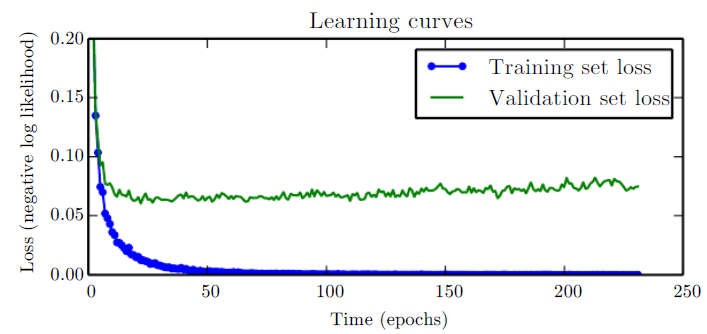 Learning curves
0.20
0.15
0.10
0.05
0.00
Loss (negative log likelihood)
Training set loss
Validation set loss
0 50 100 150 200 250
Time (epochs)